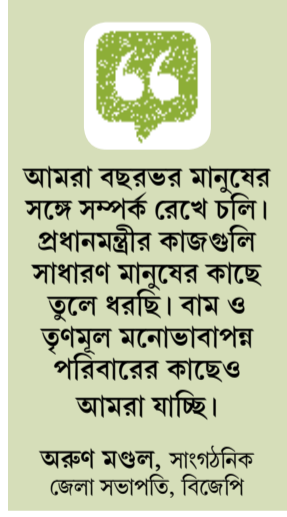 আমরা বছরভর মানুষের
সঙ্গে সম্পর্ক রেখে চলি।
প্রধানমন্ত্রীর কাজগুলি
সাধারণ মানুষের কাছে
তুলে ধরছি। বাম ও
তৃণমূল মনোভাবাপন্ন
পরিবারের কাছেও
আমরা যাচ্ছি।
অরুণ মণ্ডল, সাংগঠনিক
জেলা সভাপতি, বিজেপি